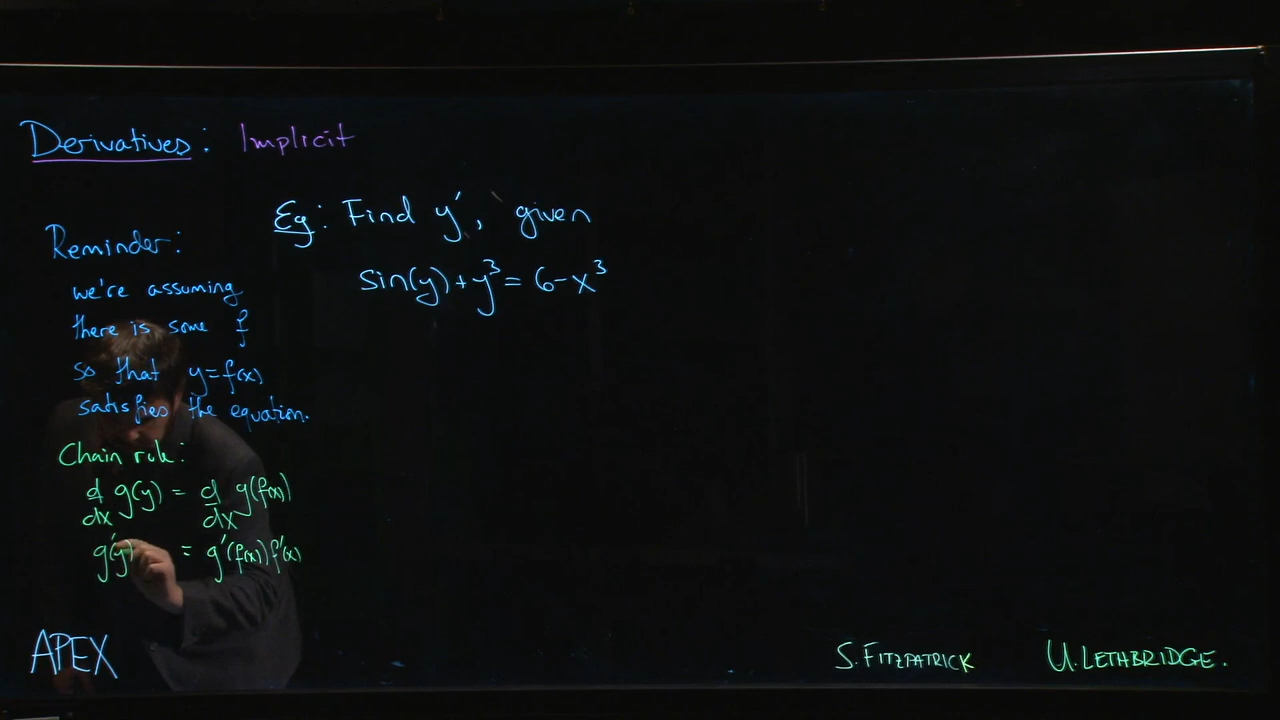 Derivatives: Implicit
Reminder:
we're assuming
there is some f
so that y=f(x)
satisfies the equation.
Chain rule:
d/dx g(y) = d/dx g(f(x))
g'(y) = g'(f(x))f'(x)
Eg: Find y', given
sin(y)+y³=6-x³
APEX
S. FITZPATRICK
U. LETHBRIDGE.